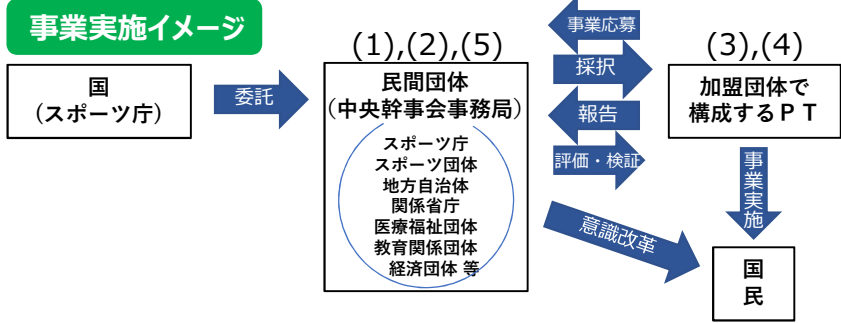 事業実施イメージ
国
(スポーツ庁)
委託
(1),(2),(5)
民間団体
(中央幹事会事務局)
スポーツ庁
スポーツ団体
地方自治体
関係省庁
医療福祉団体
教育関係団体
経済団体 等
事業応募
採択
報告
評価・検証
意識改革
(3),(4)
加盟団体で
構成するPT
事業実施
国
民